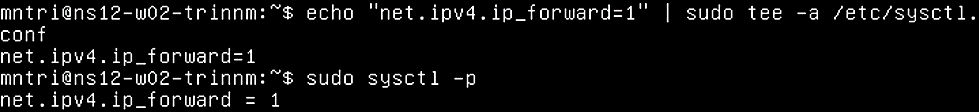 mntri@ns12-w02-trinnm:~$ echo "net.ipv4.ip_forward=1" | sudo tee -a /etc/sysctl.
conf
net.ipv4.ip_forward=1
mntri@ns12-w02-trinnm:~$ sudo sysctl -p
net.ipv4.ip_forward = 1